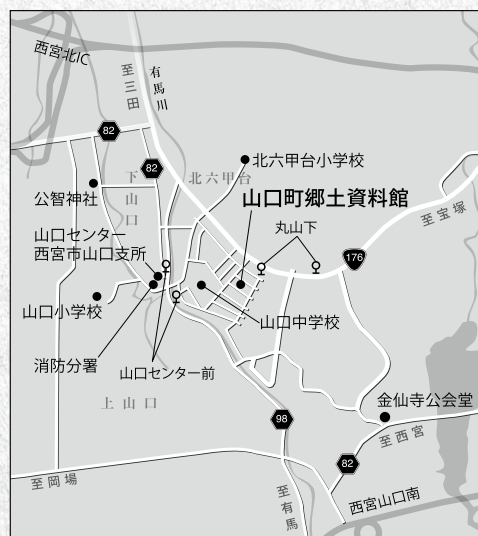 西宮北IC
至三田
有馬川
82
82
下山口
北六甲台
北六甲台小学校
公智神社
山口町郷土資料館
至宝塚
丸山下
山口センター
西宮市山口支所
176
山口小学校
山口中学校
消防分署
山口センター前
上山口
98
金仙寺公会堂
至西宮
82
至岡場
至有馬
西宮山口南